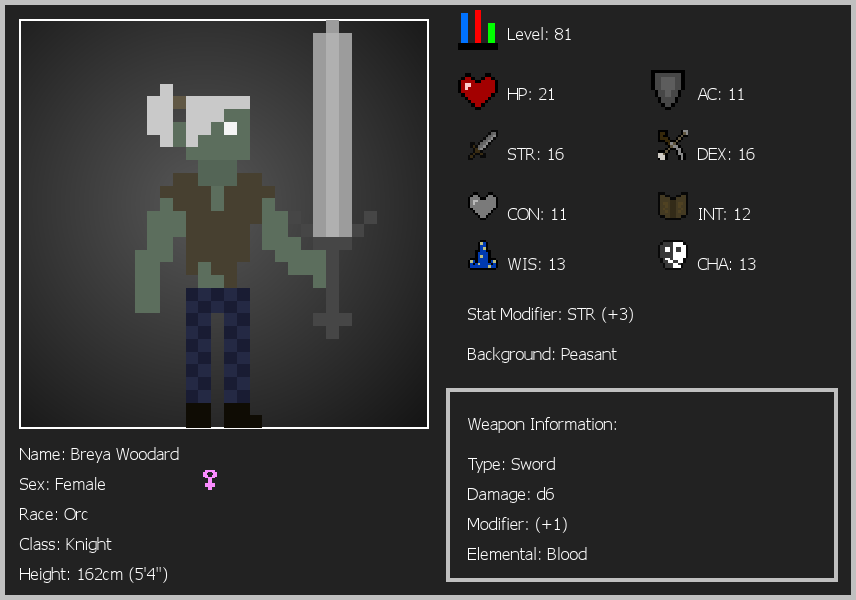 Level: 81
HP: 21
AC: 11
STR: 16
DEX: 16
CON: 11
INT: 12
WIS: 13
CHA: 13
Stat Modifier: STR (+3)
Background: Peasant
Weapon Information:
Type: Sword
Damage: d6
Modifier: (+1)
Elemental: Blood
Name: Breya Woodard
Sex: Female
Race: Orc
Class: Knight
Height: 162cm (5'4")